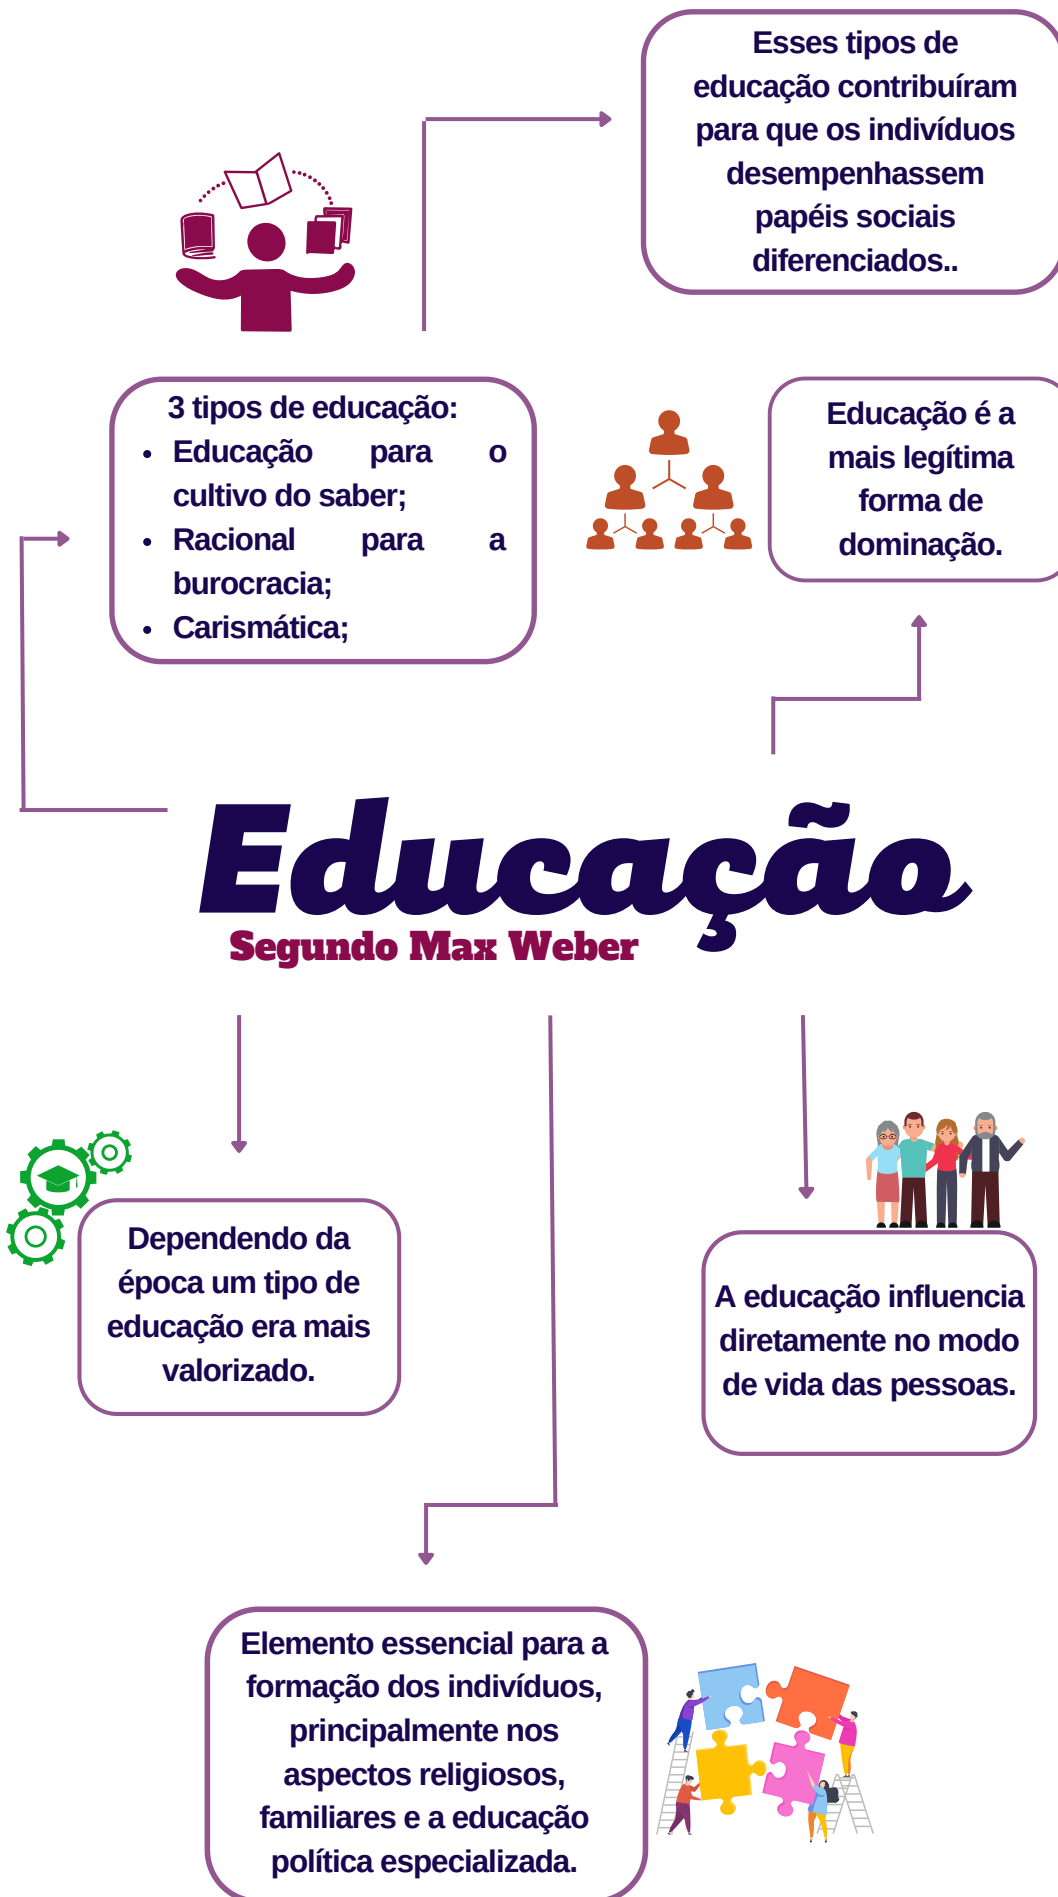 Esses tipos de
educação contribuíram
para que os indivíduos
desempenhassem
papéis sociais
diferenciados..
3 tipos de educação:
• Educação para o
cultivo do saber;
• Racional para a
burocracia;
• Carismática;
Educação é a
mais legítima
forma de
dominação.
Educação
Segundo Max Weber
Dependendo da
época um tipo de
educação era mais
valorizado.
A educação influencia
diretamente no modo
de vida das pessoas.
Elemento essencial para a
formação dos indivíduos,
principalmente nos
aspectos religiosos,
familiares e a educação
política especializada.